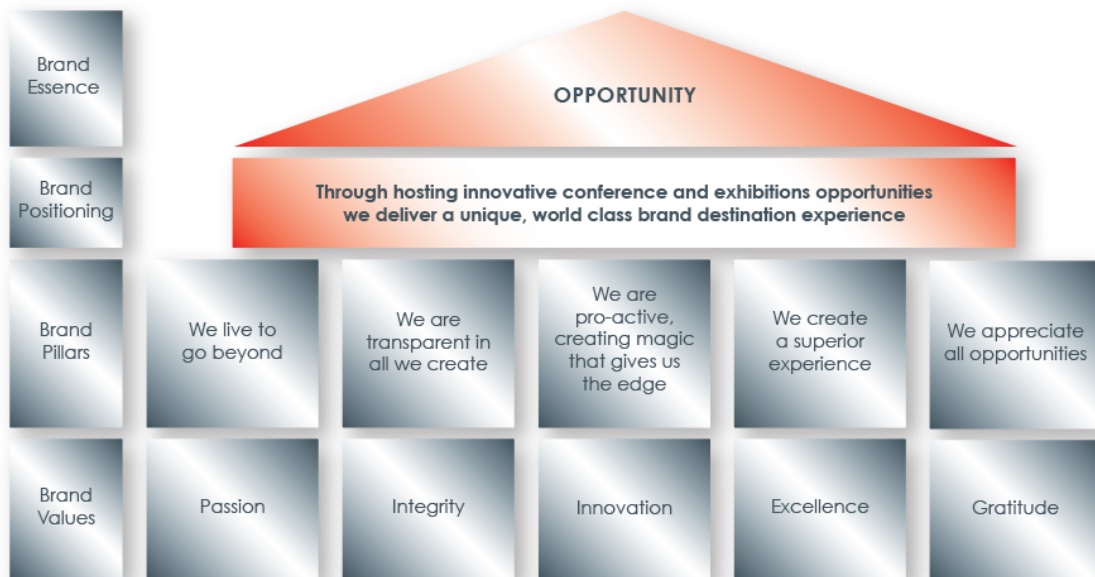 Brand
Essence
OPPORTUNITY
Brand
Positioning
Through hosting innovative conference and exhibitions opportunities
we deliver a unique, world class brand destination experience
Brand
Pillars
We live to
go beyond
We are
transparent in
all we create
We are
pro-active,
creating magic
that gives us
the edge
We create
a superior
experience
We appreciate
all opportunities
Brand
Values
Passion
Integrity
Innovation
Excellence
Gratitude